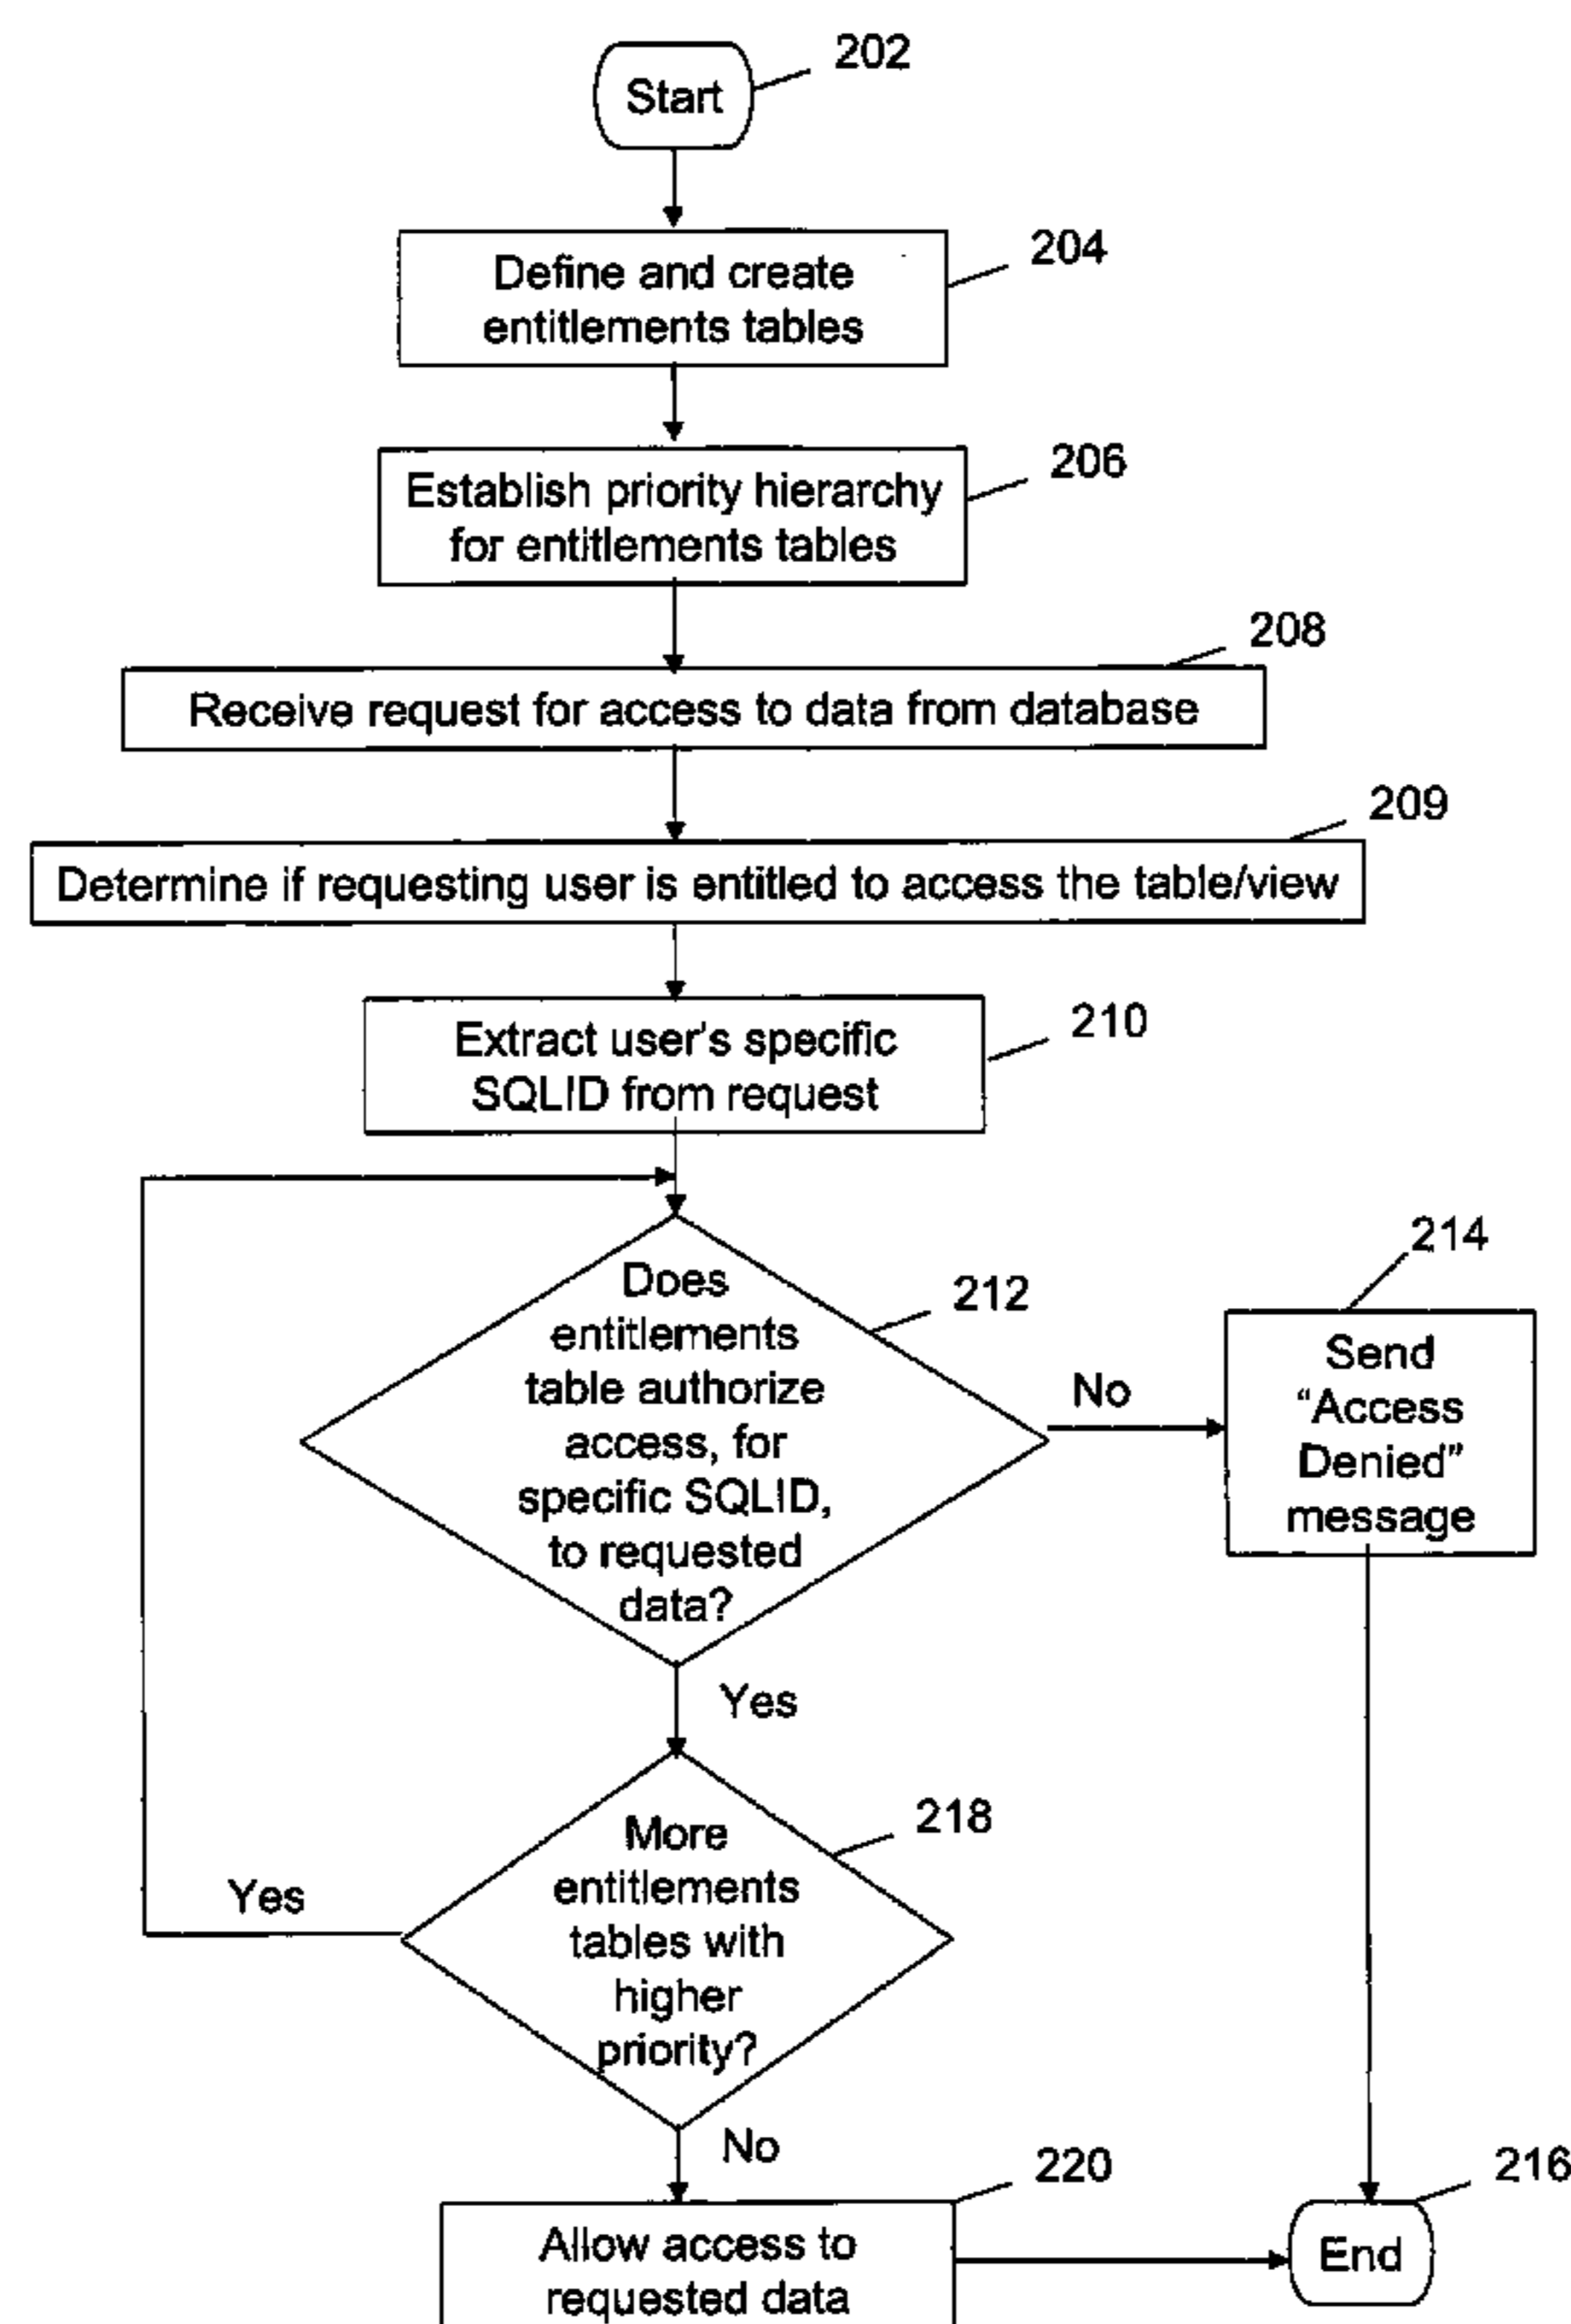 202
Start
204
Define and create
entitlements tables
206
Establish priority hierarchy
for entitlements tables
208
Receive request for access to data from database
209
Determine if requesting user is entitled to access the table/view
210
Extract user's specific
SQLID from request
212
Does
entitlements
table authorize
access, for
specific SQLID,
to requested
data?
No
214
Send
“Access
Denied”
message
Yes
218
More
entitlements
tables with
higher
priority?
Yes
No
220
Allow access to
requested data
216
End